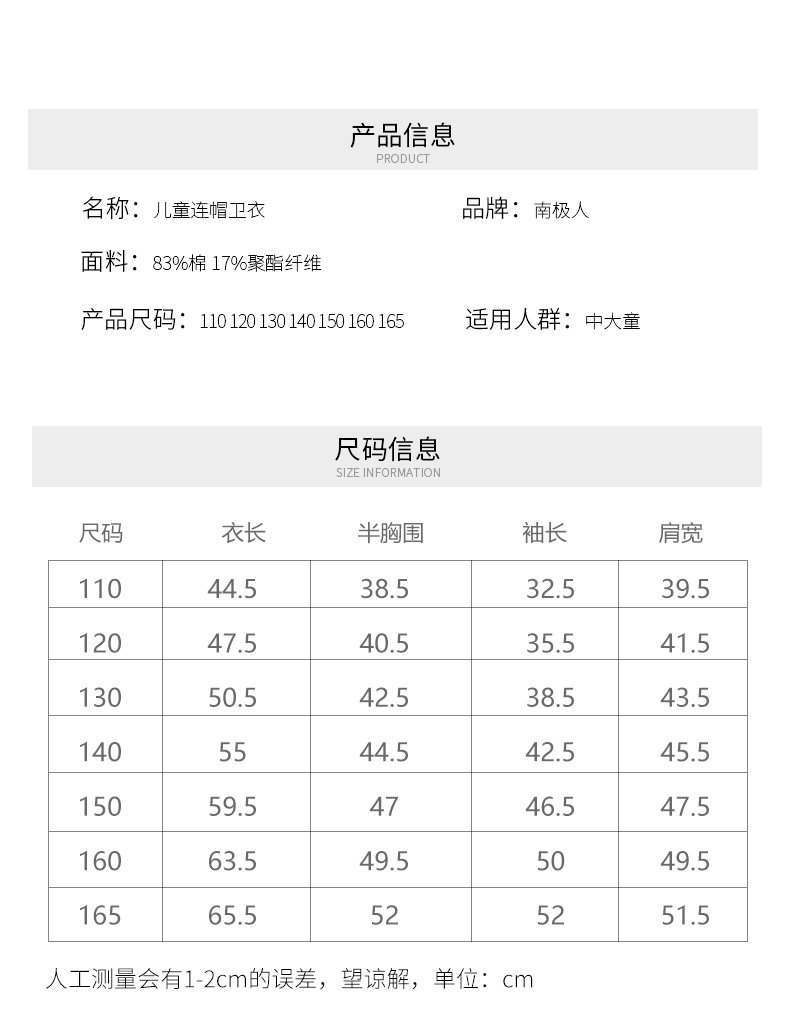 产品信息
PRODUCT
名称：儿童连帽卫衣 品牌：南极人
面料：83%棉 17%聚酯纤维
产品尺码：110 120 130 140 150 160 165 适用人群：中大童
尺码信息
SIZE INFORMATION
尺码 衣长 半胸围 袖长 肩宽
110 44.5 38.5 32.5 39.5
120 47.5 40.5 35.5 41.5
130 50.5 42.5 38.5 43.5
140 55 44.5 42.5 45.5
150 59.5 47 46.5 47.5
160 63.5 49.5 50 49.5
165 65.5 52 52 51.5
人工测量会有1-2cm的误差，望谅解，单位：cm